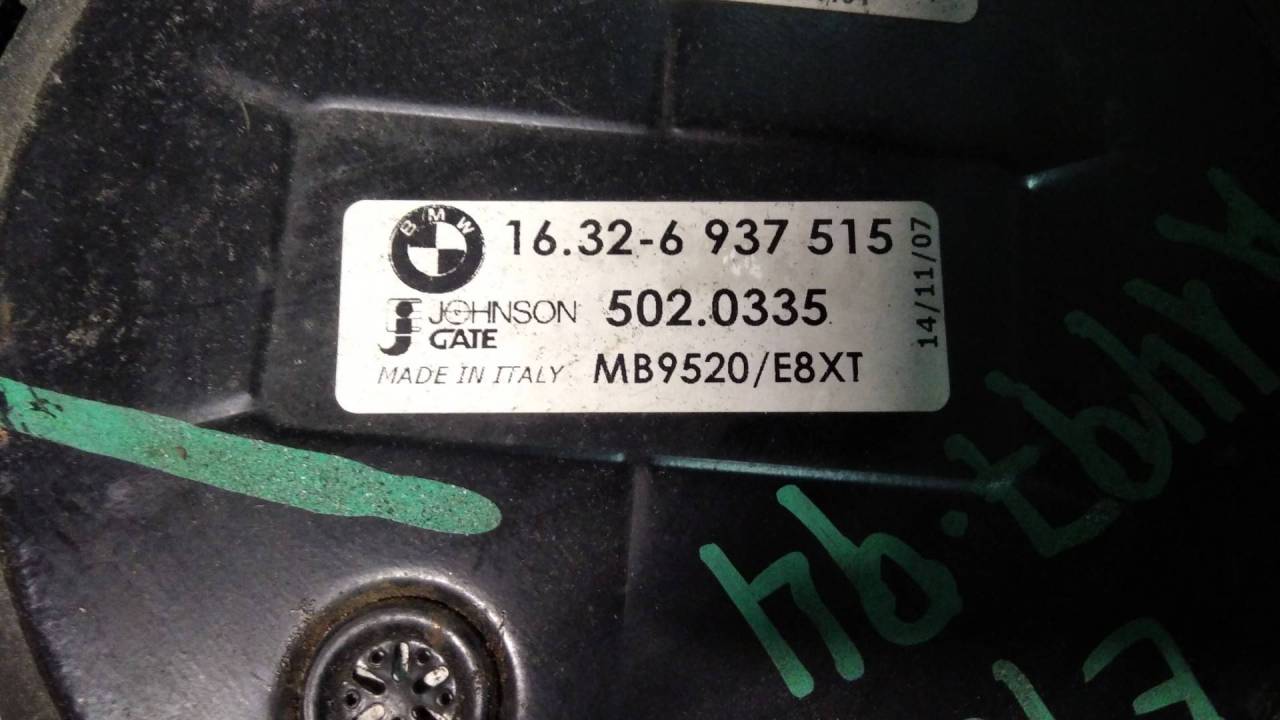 BMW 16.32-6 937 515
JOHNSON 502.0335
GATE
MADE IN ITALY MB9520/E8XT
14/11/07